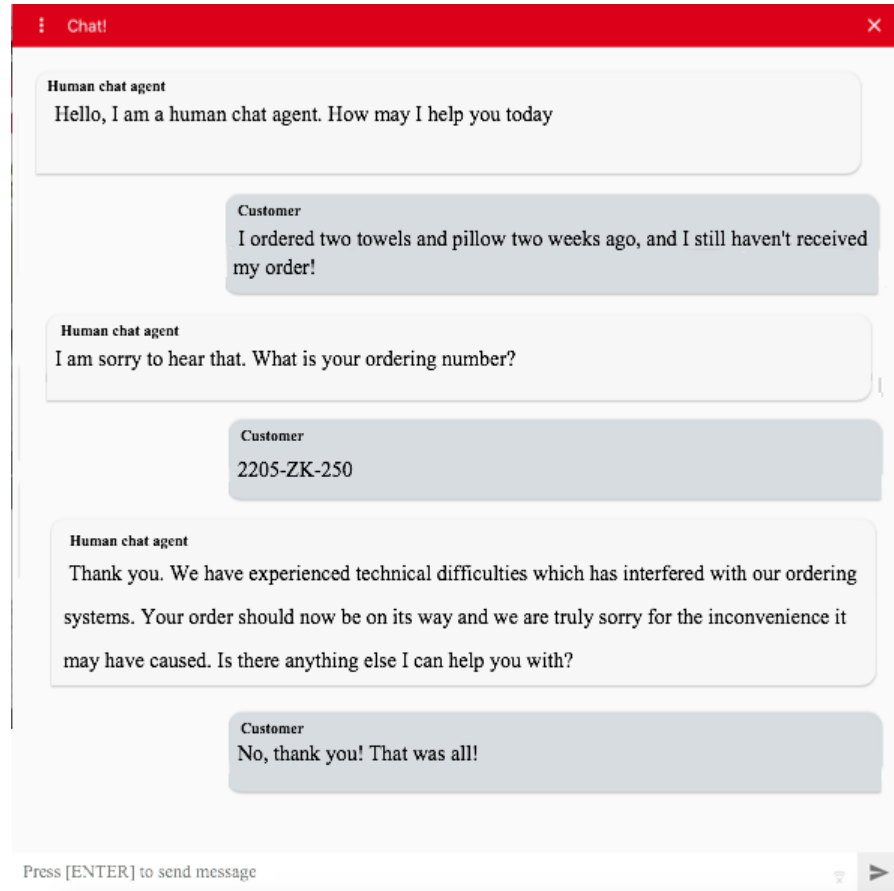 Chat!
Human chat agent
Hello, I am a human chat agent. How may I help you today
Customer
I ordered two towels and pillow two weeks ago, and I still haven't received
my order!
Human chat agent
I am sorry to hear that. What is your ordering number?
Customer
2205-ZK-250
Human chat agent
Thank you. We have experienced technical difficulties which has interfered with our ordering
systems. Your order should now be on its way and we are truly sorry for the inconvenience it
may have caused. Is there anything else I can help you with?
Customer
No, thank you! That was all!
Press [ENTER] to send message